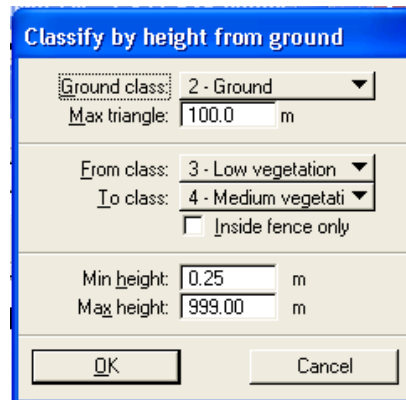 Classify by height from ground
Ground class: 2 - Ground
Max triangle: 100.0 m
From class: 3 - Low vegetation
To class: 4 - Medium vegetati
Inside fence only
Min height: 0.25 m
Max height: 999.00 m
OK Cancel